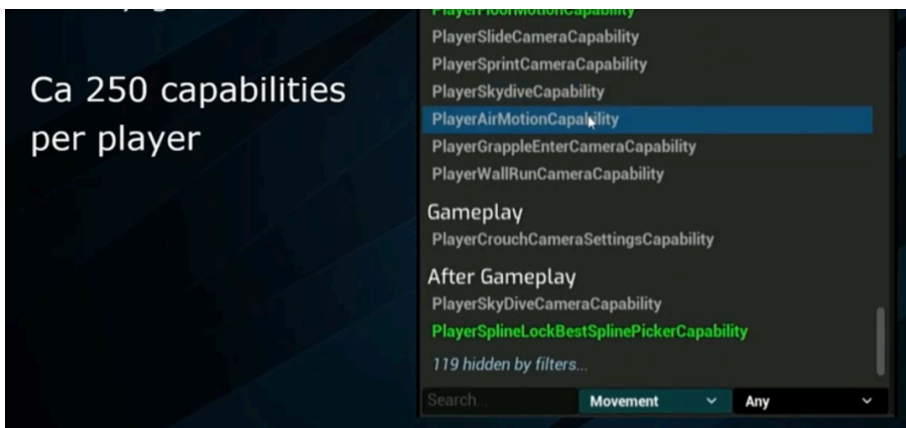 Ca 250 capabilities
per player
PlayerFloorMotionCapability
PlayerSlideCameraCapability
PlayerSprintCameraCapability
PlayerSkydiveCapability
PlayerAirMotionCapability
PlayerGrappleEnterCameraCapability
PlayerWallRunCameraCapability
Gameplay
PlayerCrouchCameraSettingsCapability
After Gameplay
PlayerSkyDiveCameraCapability
PlayerSplineLockBestSplinePickerCapability
119 hidden by filters...
Search...
Movement
Any